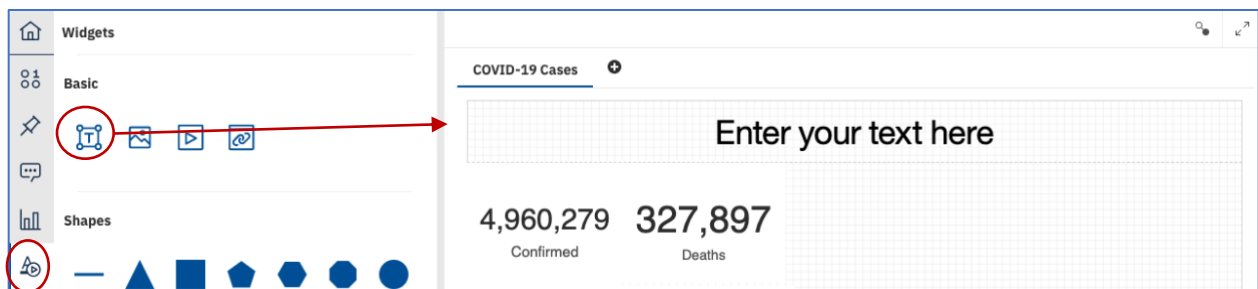 Widgets
Basic
Shapes
COVID-19 Cases
Enter your text here
4,960,279 327,897
Confirmed Deaths